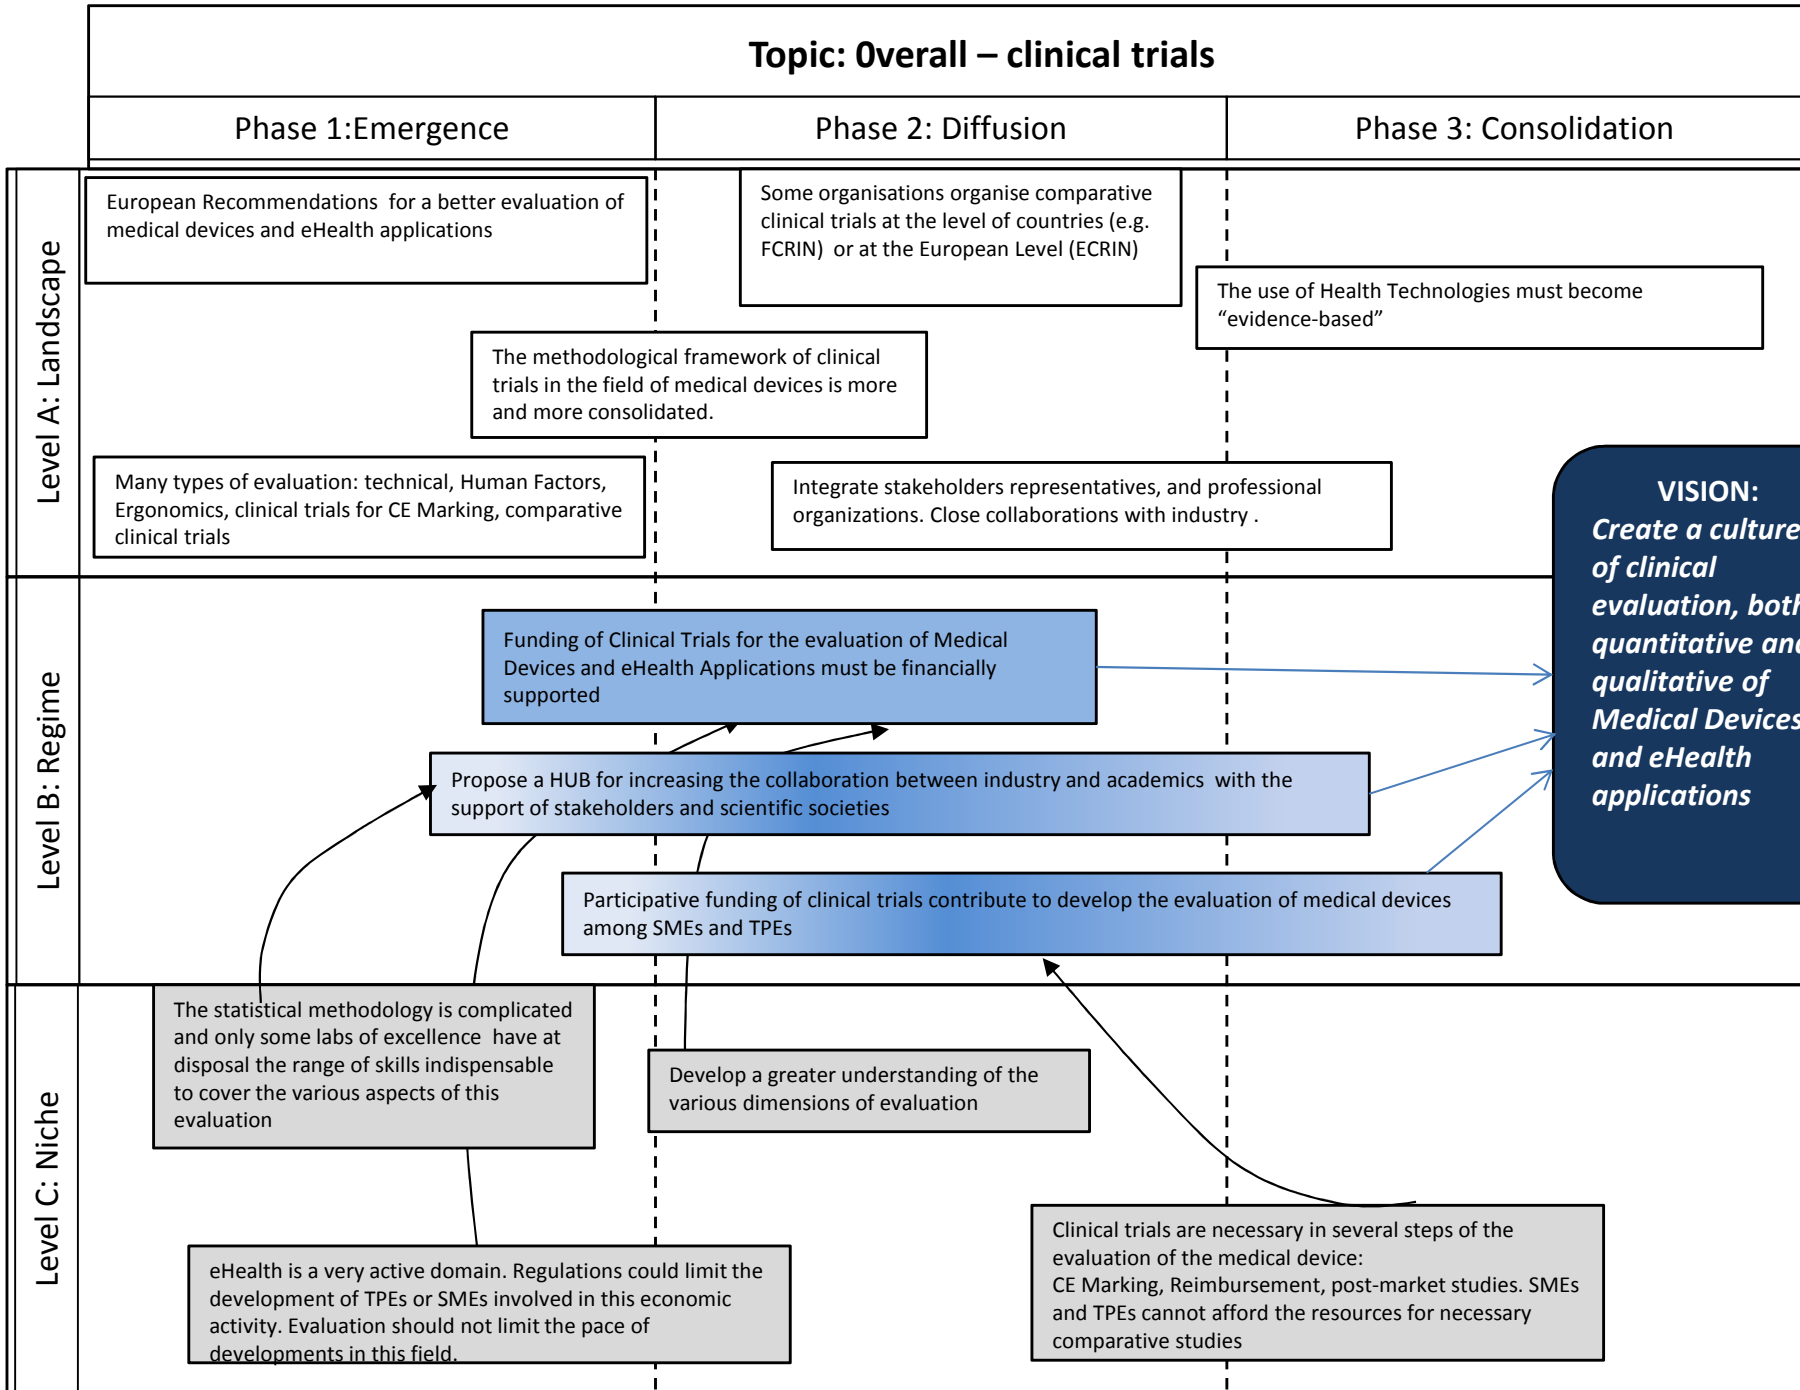 Topic: 0verall – clinical trials
Phase 1:Emergence
Phase 2: Diffusion
Phase 3: Consolidation
Level A: Landscape
European Recommendations for a better evaluation of
medical devices and eHealth applications
Some organisations organise comparative
clinical trials at the level of countries (e.g.
FCRIN) or at the European Level (ECRIN)
The use of Health Technologies must become
“evidence-based”
The methodological framework of clinical
trials in the field of medical devices is more
and more consolidated.
Many types of evaluation: technical, Human Factors,
Ergonomics, clinical trials for CE Marking, comparative
clinical trials
Integrate stakeholders representatives, and professional
organizations. Close collaborations with industry .
VISION:
Create a culture
of clinical
evaluation, both
quantitative and
qualitative of
Medical Devices
and eHealth
applications
Level B: Regime
Funding of Clinical Trials for the evaluation of Medical
Devices and eHealth Applications must be financially
supported
Propose a HUB for increasing the collaboration between industry and academics with the
support of stakeholders and scientific societies
Participative funding of clinical trials contribute to develop the evaluation of medical devices
among SMEs and TPEs
Level C: Niche
The statistical methodology is complicated
and only some labs of excellence have at
disposal the range of skills indispensable
to cover the various aspects of this
evaluation
Develop a greater understanding of the
various dimensions of evaluation
eHealth is a very active domain. Regulations could limit the
development of TPEs or SMEs involved in this economic
activity. Evaluation should not limit the pace of
developments in this field.
Clinical trials are necessary in several steps of the
evaluation of the medical device:
CE Marking, Reimbursement, post-market studies. SMEs
and TPEs cannot afford the resources for necessary
comparative studies